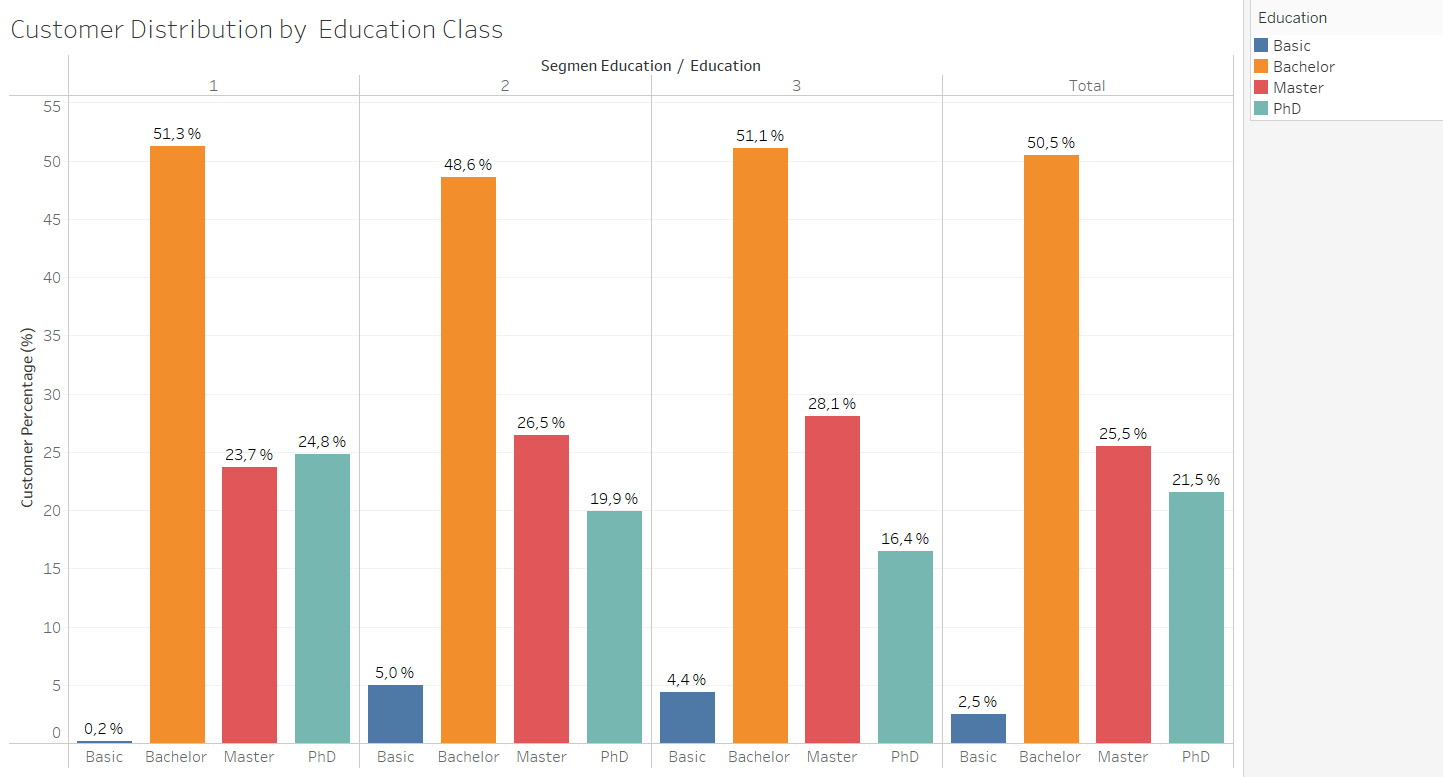 Customer Distribution by  Education Class
Segmen Education / Education
1 2 3 Total
55
50
45
40
35
30
25
20
15
10
5
0
Customer Percentage (%)
0,2 % 51,3 % 23,7 % 24,8 %
5,0 % 48,6 % 26,5 % 19,9 %
4,4 % 51,1 % 28,1 % 16,4 %
2,5 % 50,5 % 25,5 % 21,5 %
Basic Bachelor Master PhD Basic Bachelor Master PhD Basic Bachelor Master PhD Basic Bachelor Master PhD
Education
Basic
Bachelor
Master
PhD